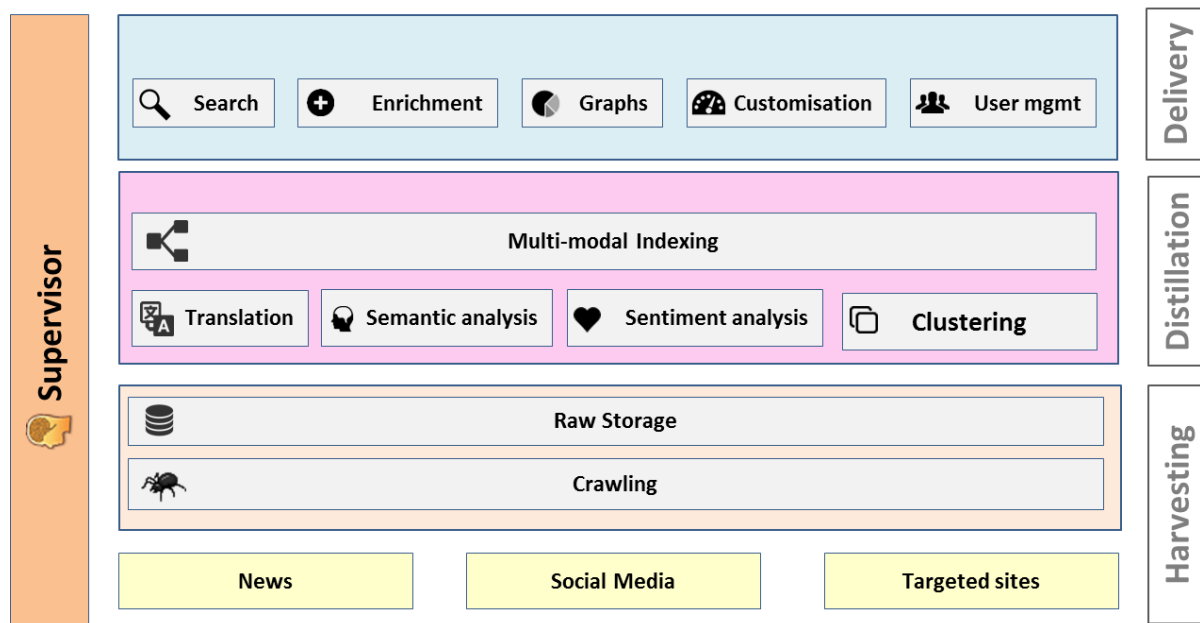 Supervisor
Search
Enrichment
Graphs
Customisation
User mgmt
Delivery
Multi-modal Indexing
Translation
Semantic analysis
Sentiment analysis
Clustering
Distillation
Raw Storage
Crawling
Harvesting
News
Social Media
Targeted sites